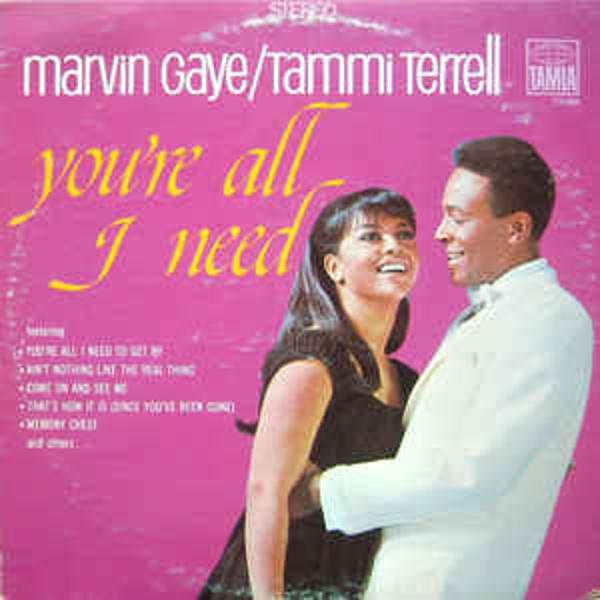 STEREO
marvin Gaye/Tammi Terrell
TAMLA
you're all
I need
featuring
• YOU'RE ALL I NEED TO GET BY
• AIN'T NOTHING LIKE THE REAL THING
• COME ON AND SEE ME
• THAT'S HOW IT IS (SINCE YOU'VE BEEN GONE)
• MEMORY CHEST
and others . . .